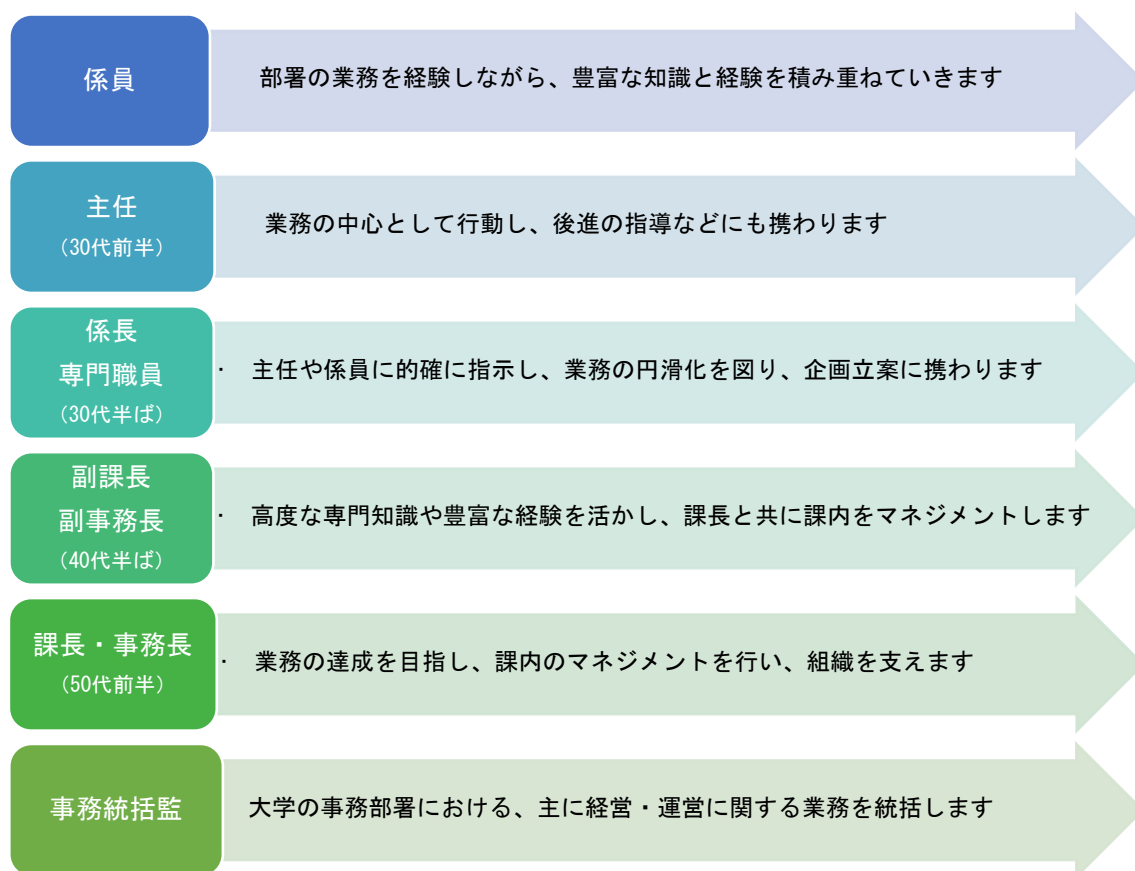 係員
部署の業務を経験しながら、豊富な知識と経験を積み重ねていきます
主任
（30代前半）
業務の中心として行動し、後進の指導などにも携わります
係長
専門職員
（30代半ば）
・ 主任や係員に的確に指示し、業務の円滑化を図り、企画立案に携わります
副課長
副事務長
（40代半ば）
・ 高度な専門知識や豊富な経験を活かし、課長と共に課内をマネジメントします
課長・事務長
（50代前半）
・ 業務の達成を目指し、課内のマネジメントを行い、組織を支えます
事務統括監
大学の事務部署における、主に経営・運営に関する業務を統括します